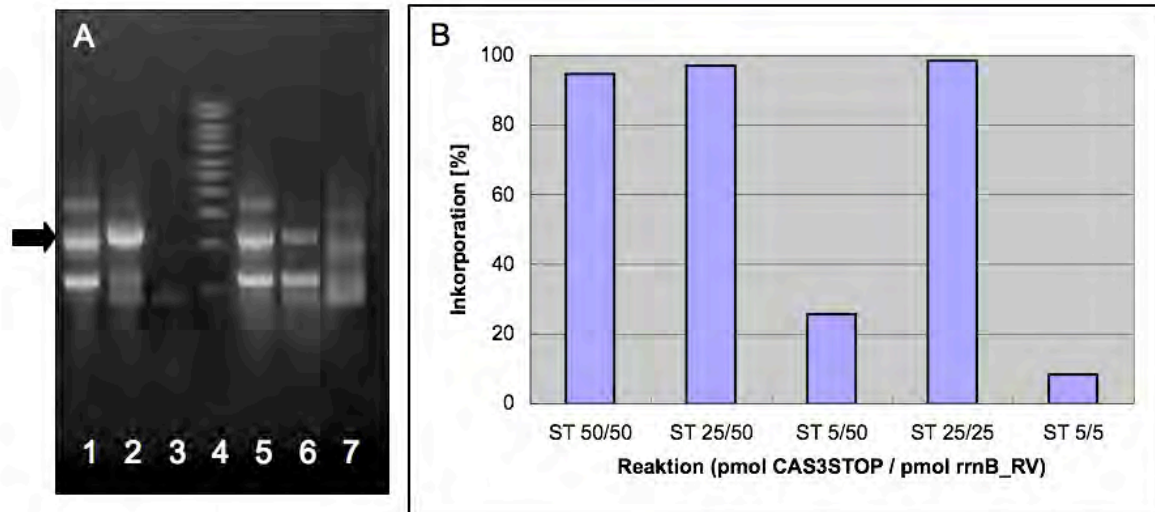 A
1 2 3 4 5 6 7
B
Inkorporation [%]
100
80
60
40
20
0
ST 50/50 ST 25/50 ST 5/50 ST 25/25 ST 5/5
Reaktion (pmol CAS3STOP / pmol rrnB_RV)